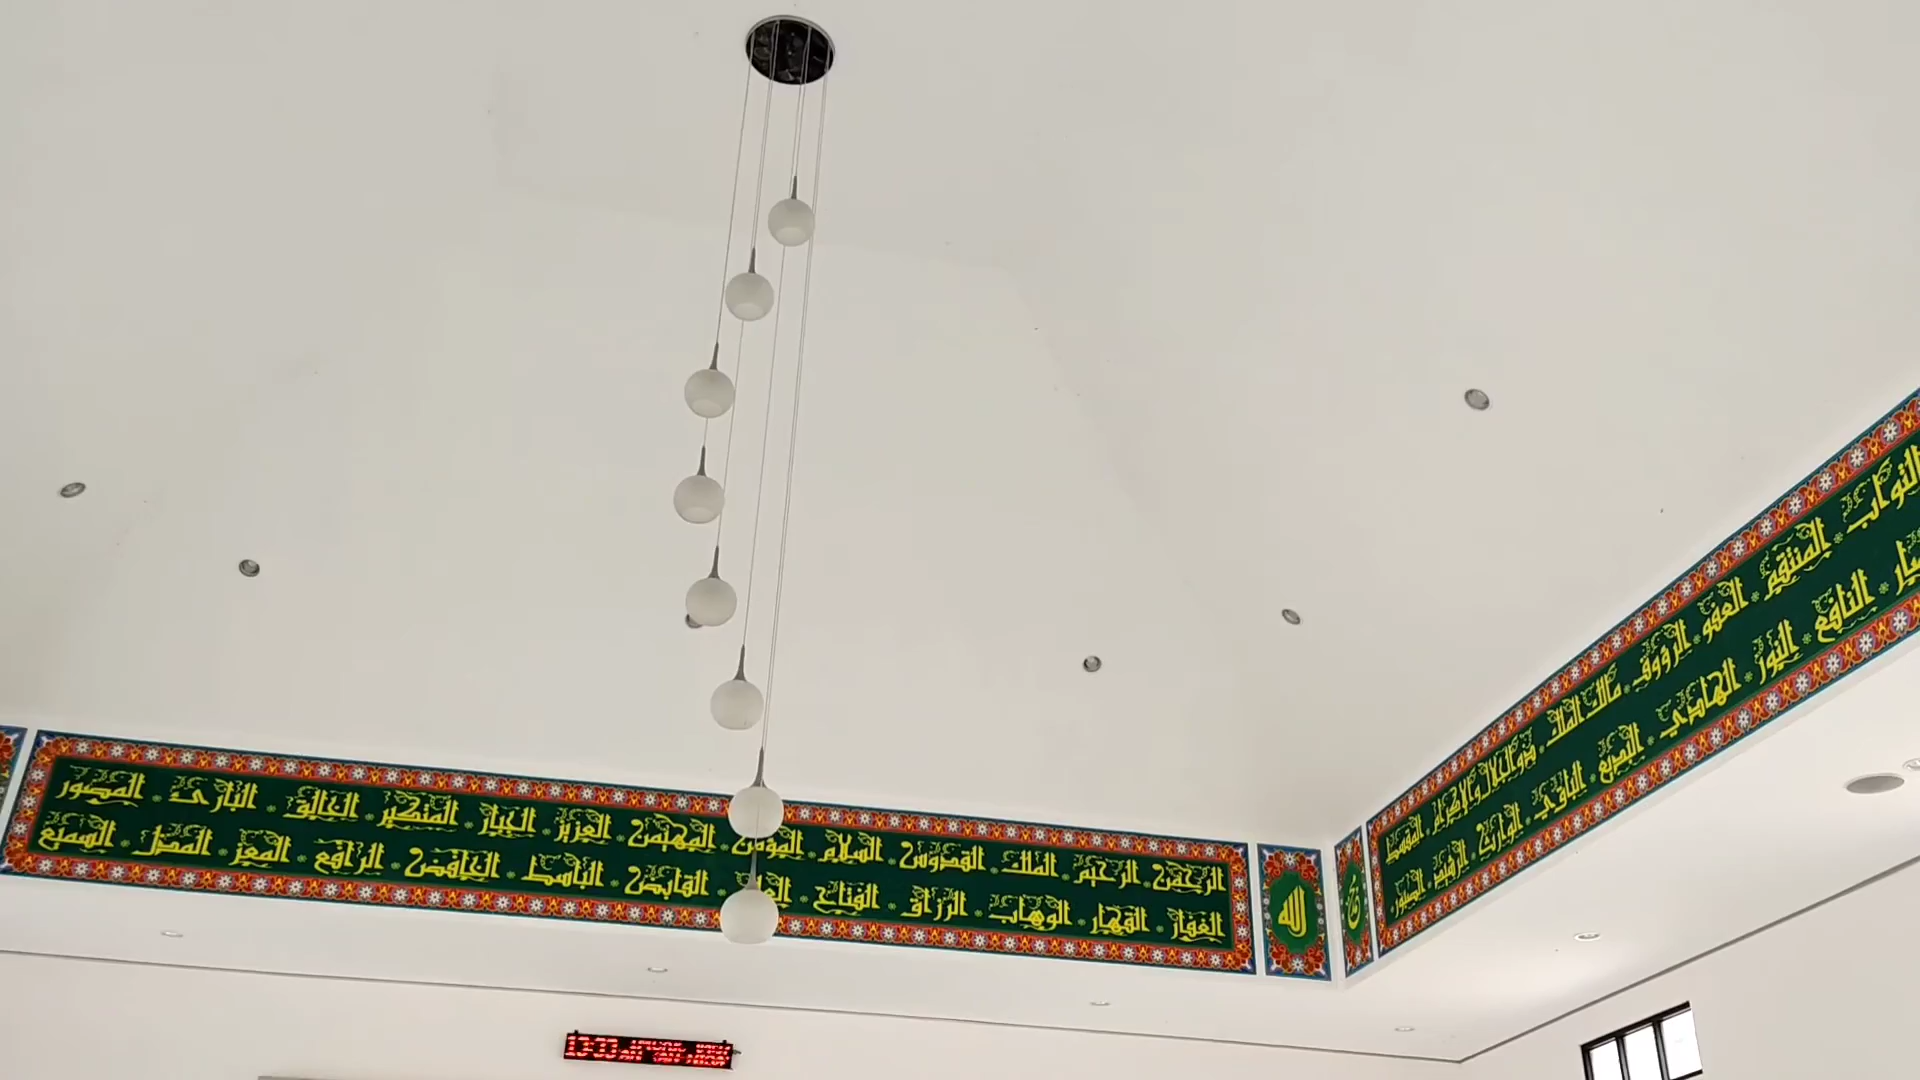 الرحمن * الرحيم * الملك * القدوس * السلام * المؤمن * المهيمن * العزيز * الجبار * المتكبر * الخالق * البارئ * المصور
الغفار * القهار * الوهاب * الرزاق * الفتاح * القابض * الباسط * الخافض * الرافع * المعز * المذل * السميع
الله
التواب * المنتقم * العفو * الرؤوف * مالك الملك * ذو الجلال والإكرام * المقسط
النافع * النور * الهادي * البديع * الباقي * الوارث * الرشيد * الصبور